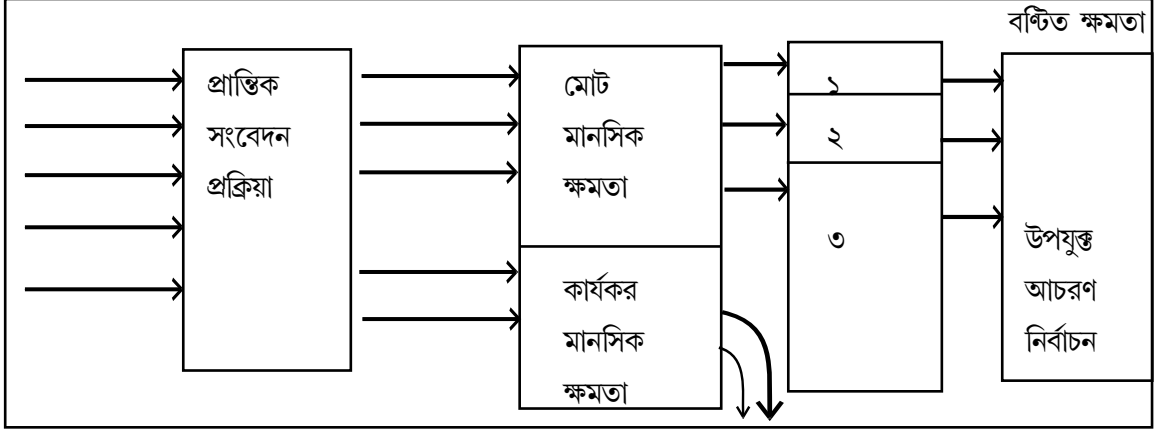 বণ্টিত ক্ষমতা
প্রান্তিক
সংবেদন
প্রক্রিয়া
মোট
মানসিক
ক্ষমতা
কার্যকর
মানসিক
ক্ষমতা
১
২
৩
উপযুক্ত
আচরণ
নির্বাচন